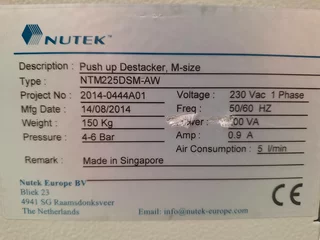 NUTEK
Description : Push up Destacker, M-size
Type : NTM225DSM-AW
Project No : 2014-0444A01 Voltage : 230 Vac 1 Phase
Mfg Date : 14/08/2014 Freq : 50/60 HZ
Weight : 150 Kg 00 VA
Pressure : 4-6 Bar Amp : 0.9 A
Air Consumption : 5 l/min
Remark : Made in Singapore
Nutek Europe BV
Bliek 23
4941 SG Raamsdonksveer
The Netherlands Email: info@nutek-europe.com
CE